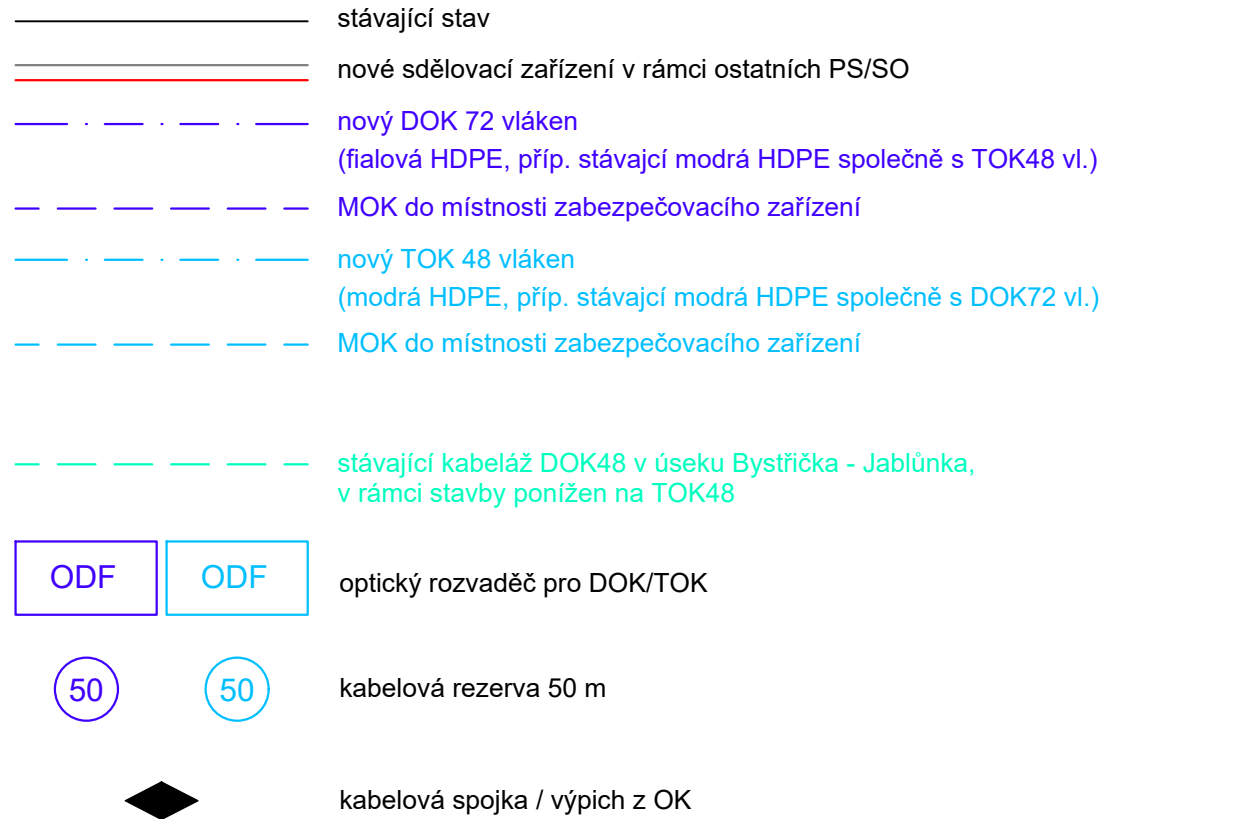 stávající stav
nové sdělovací zařízení v rámci ostatních PS/SO
nový DOK 72 vláken
(fialová HDPE, příp. stávajcí modrá HDPE společně s TOK48 vl.)
MOK do místnosti zabezpečovacího zařízení
nový TOK 48 vláken
(modrá HDPE, příp. stávajcí modrá HDPE společně s DOK72 vl.)
MOK do místnosti zabezpečovacího zařízení
stávající kabeláž DOK48 v úseku Bystřička - Jablůnka,
v rámci stavby ponížen na TOK48
ODF ODF optický rozvaděč pro DOK/TOK
50 50 kabelová rezerva 50 m
kabelová spojka / výpich z OK